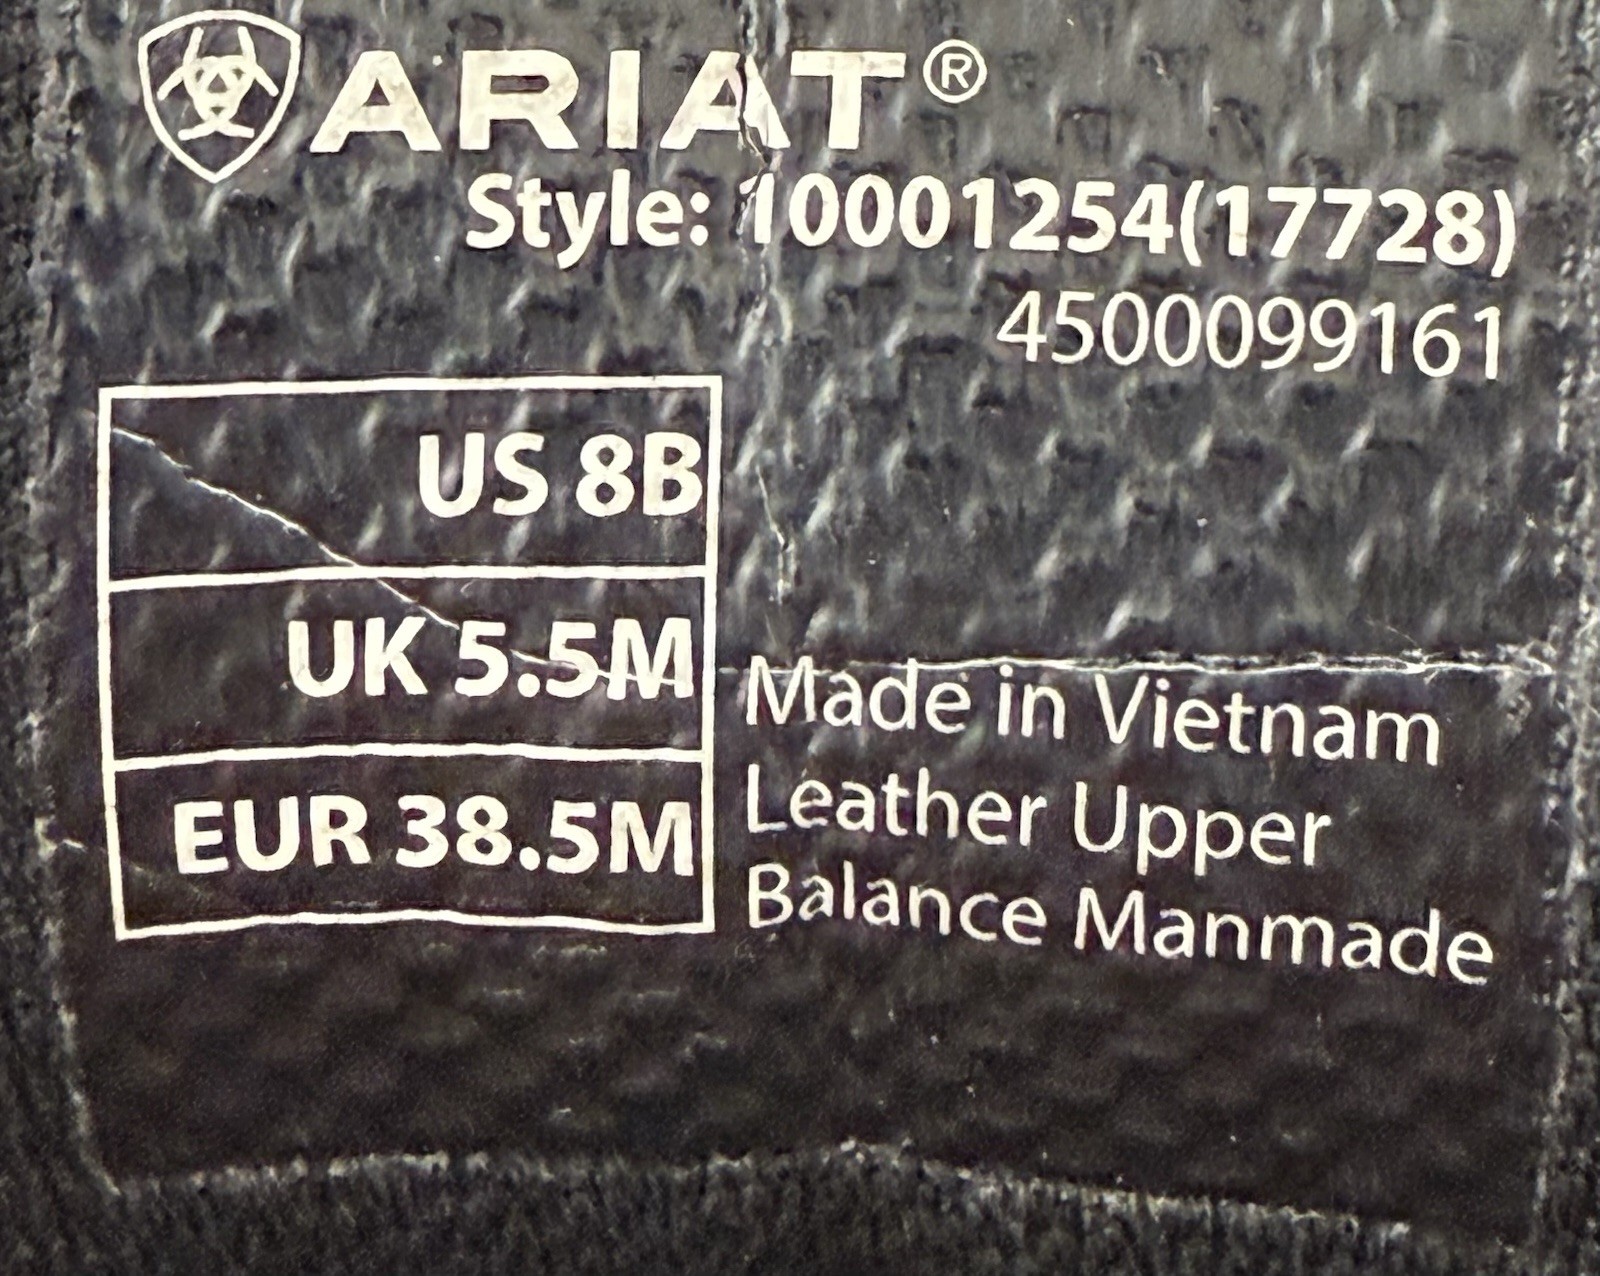 ARIAT®
Style: 10001254(17728)
4500099161
US 8B
UK 5.5M
EUR 38.5M
Made in Vietnam
Leather Upper
Balance Manmade